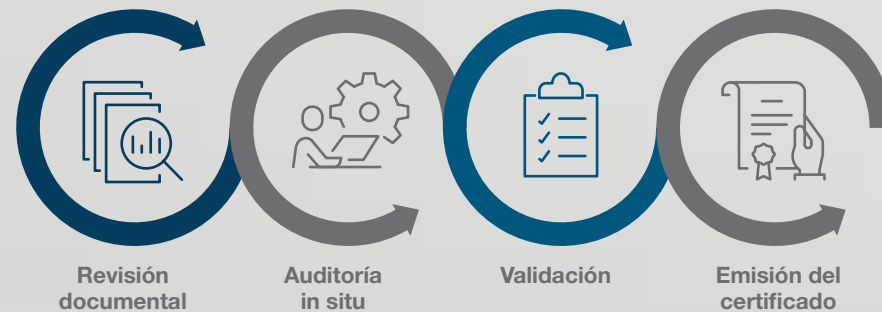 Revisión
documental
Auditoría
in situ
Validación
Emisión del
certificado